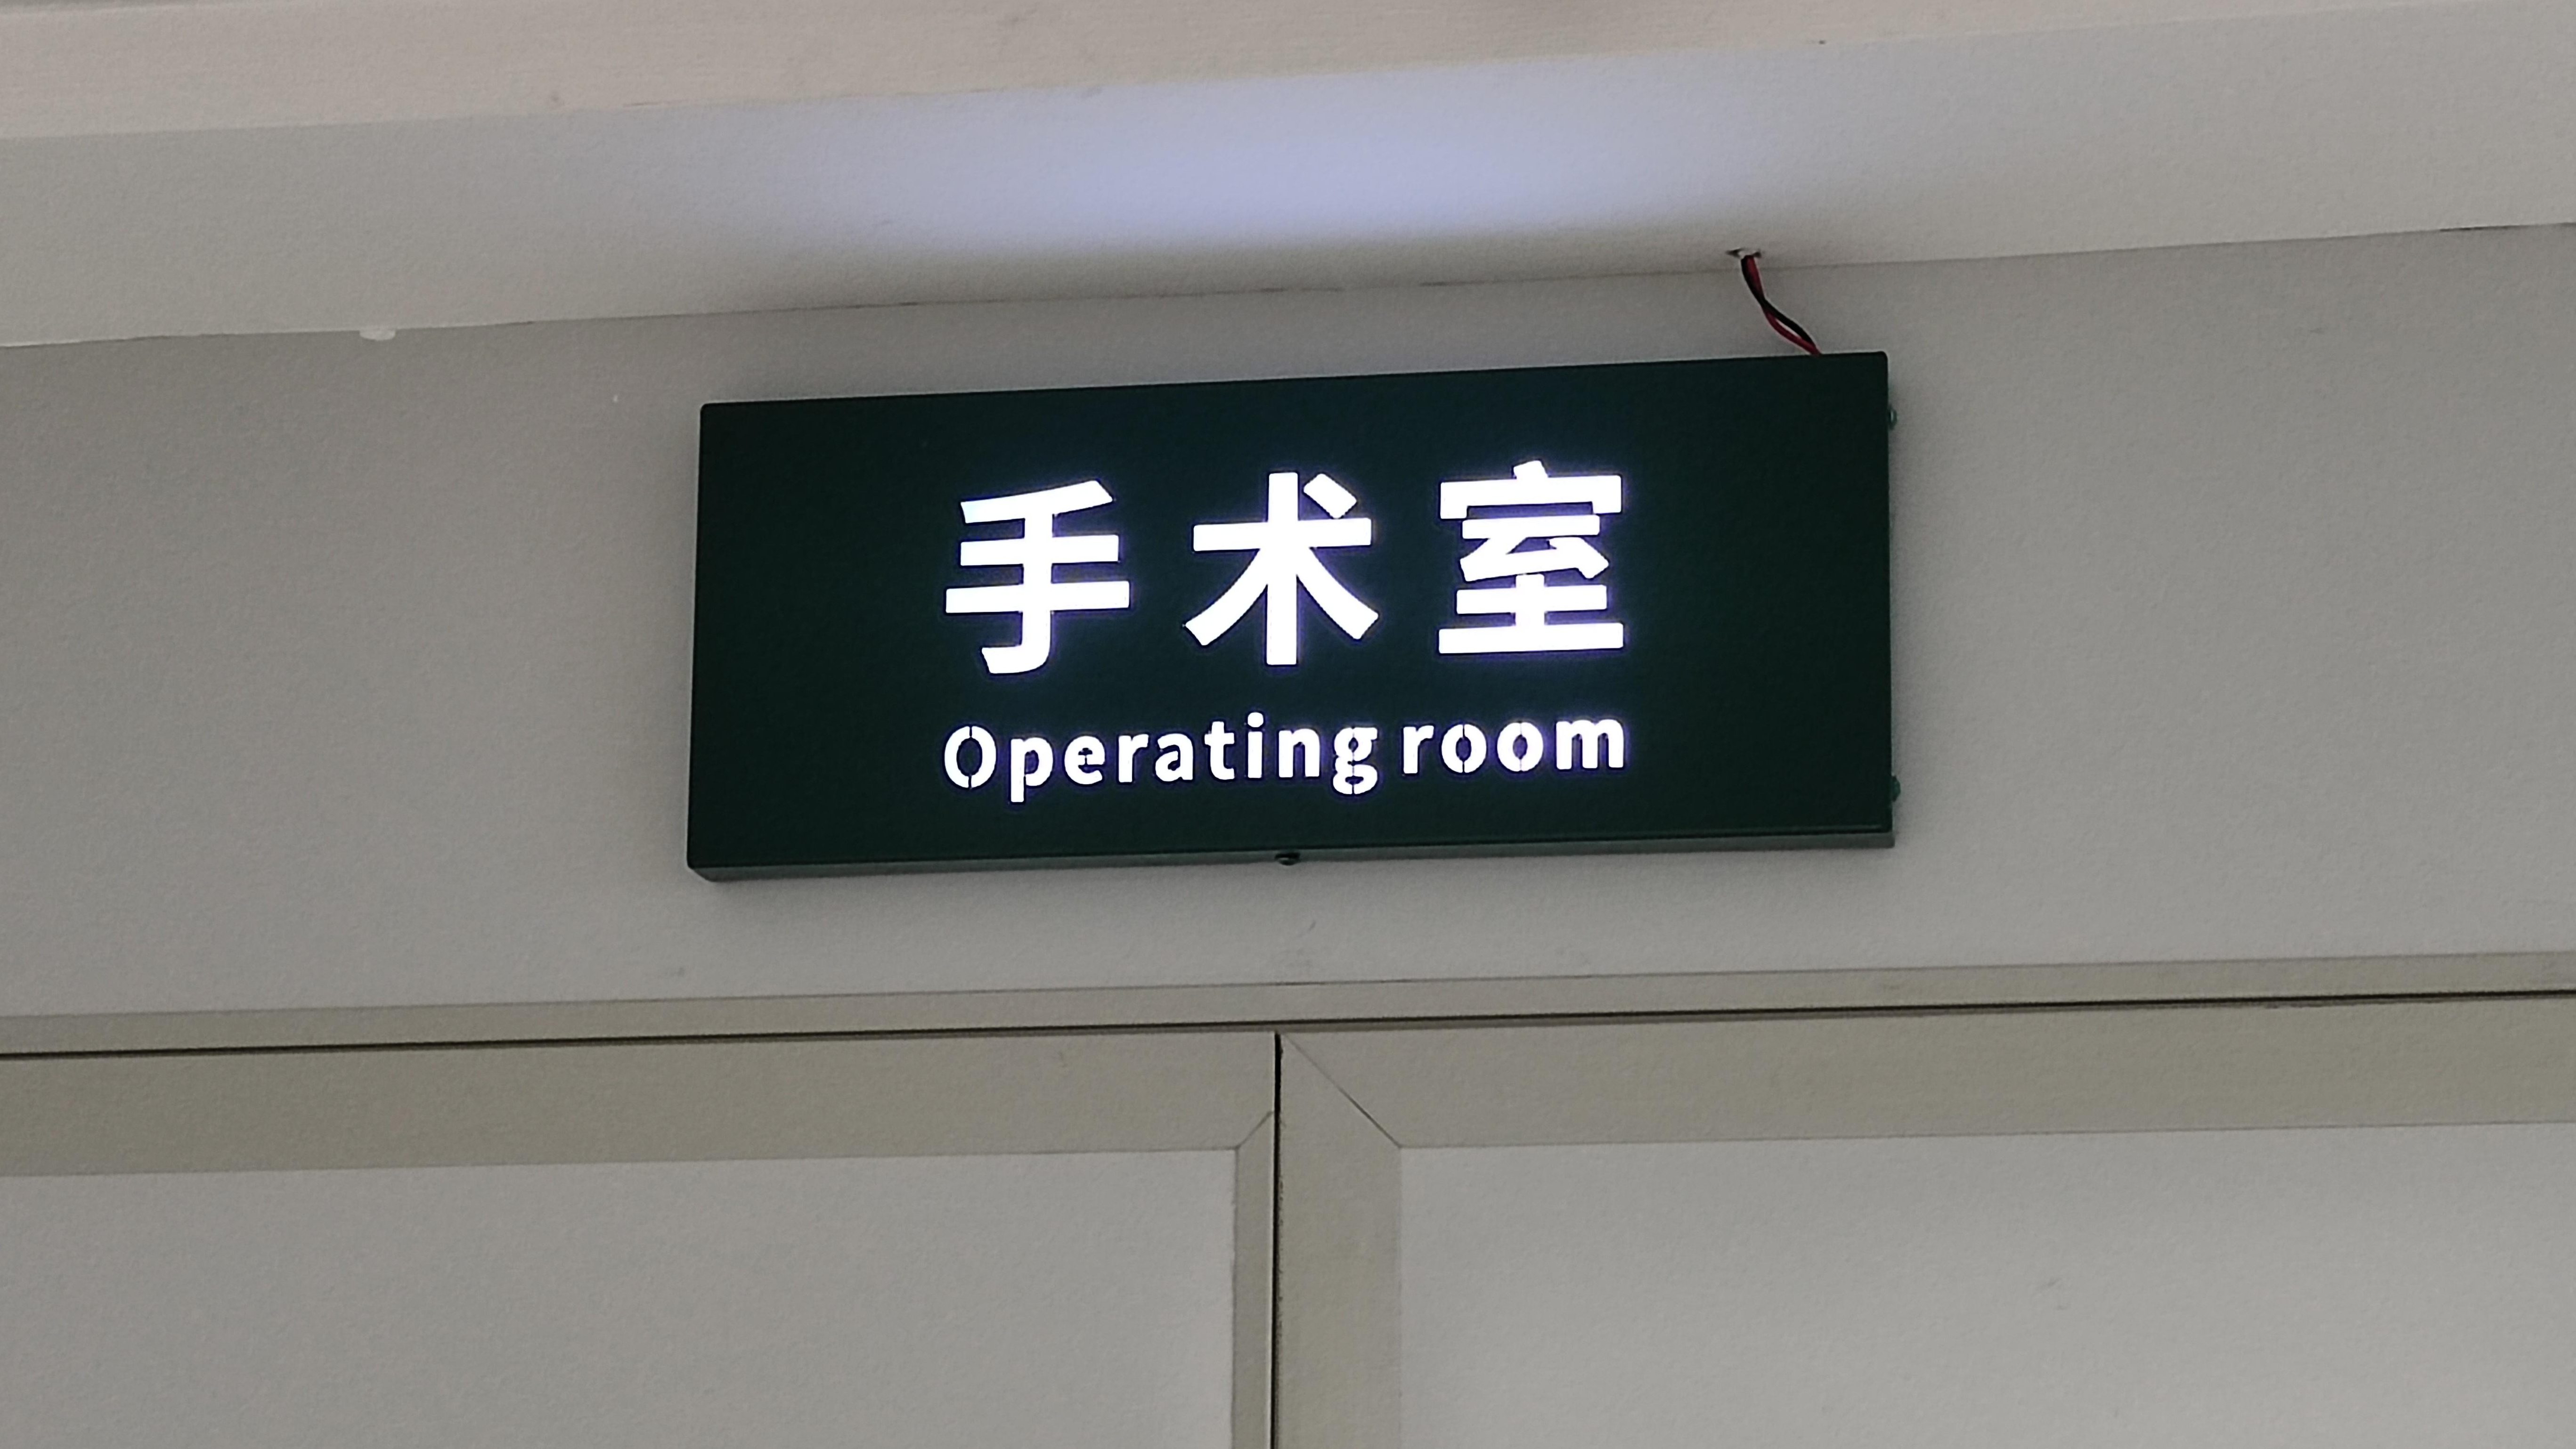 手术室
Operating room